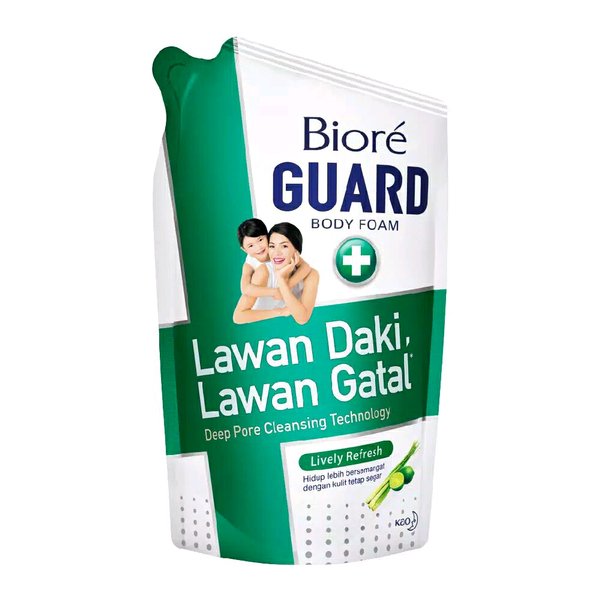 Bioré
GUARD
BODY FOAM
Lawan Daki,
Lawan Gatal*
Deep Pore Cleansing Technology
Lively Refresh
Hidup lebih bersemangat
dengan kulit tetap segar
Kao